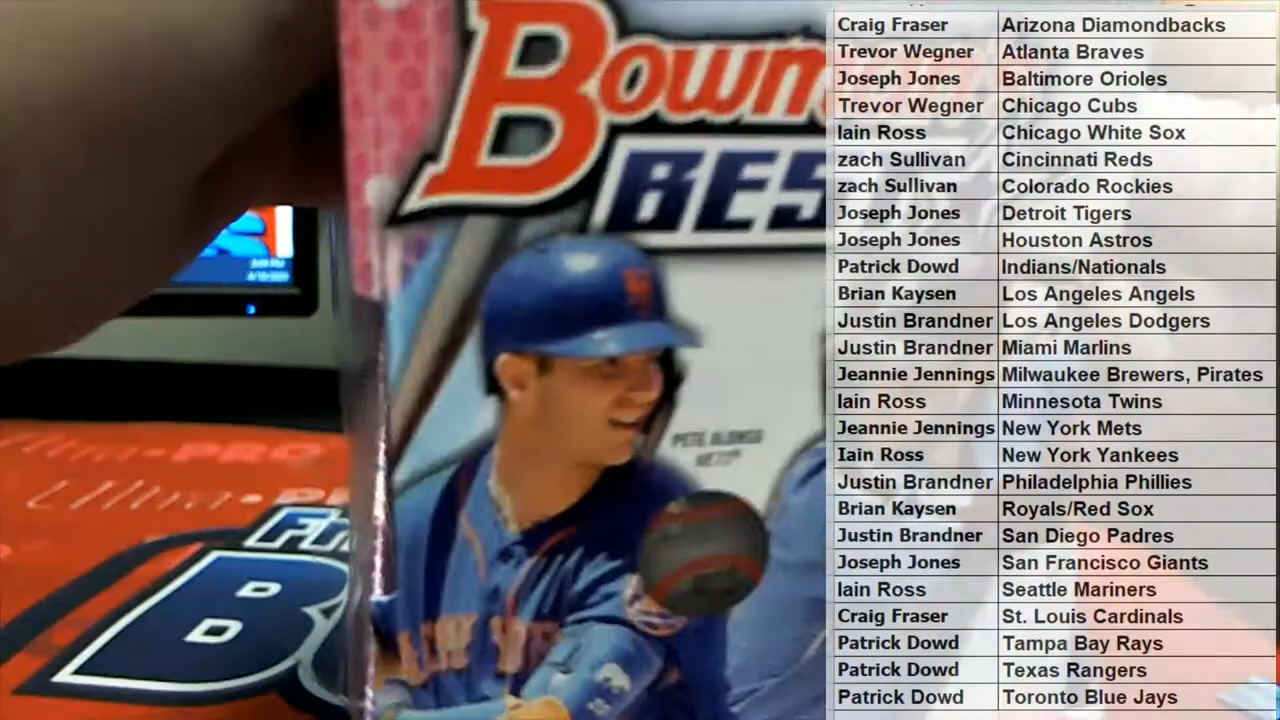 Bowm
BES
PETE ALONSO
METS
Ultra•PRO
Ultra•PR
B
Craig Fraser Arizona Diamondbacks
Trevor Wegner Atlanta Braves
Joseph Jones Baltimore Orioles
Trevor Wegner Chicago Cubs
Iain Ross Chicago White Sox
zach Sullivan Cincinnati Reds
zach Sullivan Colorado Rockies
Joseph Jones Detroit Tigers
Joseph Jones Houston Astros
Patrick Dowd Indians/Nationals
Brian Kaysen Los Angeles Angels
Justin Brandner Los Angeles Dodgers
Justin Brandner Miami Marlins
Jeannie Jennings Milwaukee Brewers, Pirates
Iain Ross Minnesota Twins
Jeannie Jennings New York Mets
Iain Ross New York Yankees
Justin Brandner Philadelphia Phillies
Brian Kaysen Royals/Red Sox
Justin Brandner San Diego Padres
Joseph Jones San Francisco Giants
Iain Ross Seattle Mariners
Craig Fraser St. Louis Cardinals
Patrick Dowd Tampa Bay Rays
Patrick Dowd Texas Rangers
Patrick Dowd Toronto Blue Jays